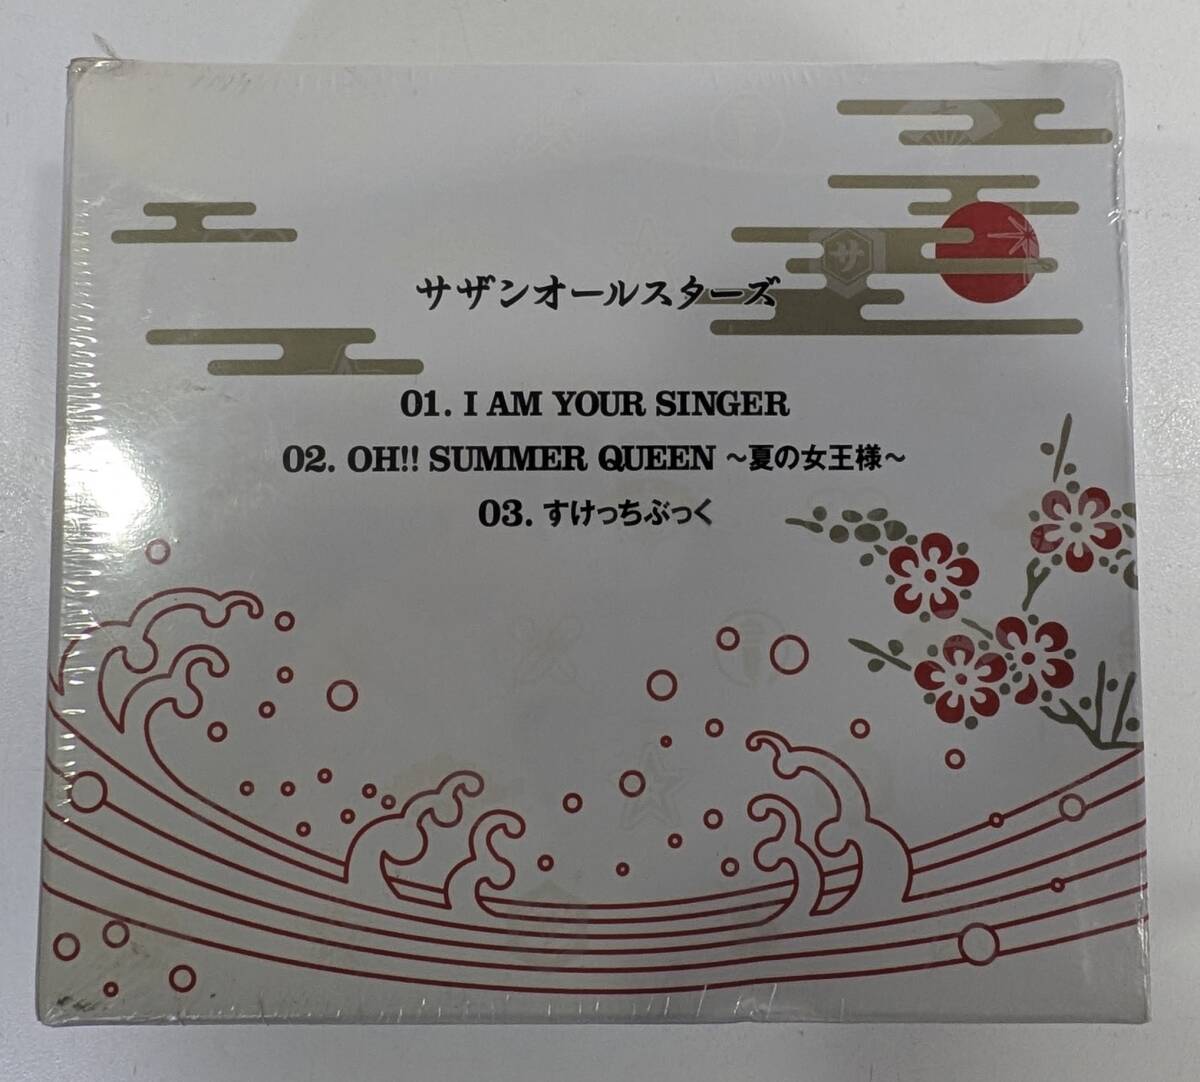 サ
サザンオールスターズ
01. I AM YOUR SINGER
02. OH!! SUMMER QUEEN 〜夏の女王様〜
03. すけっちぶっく